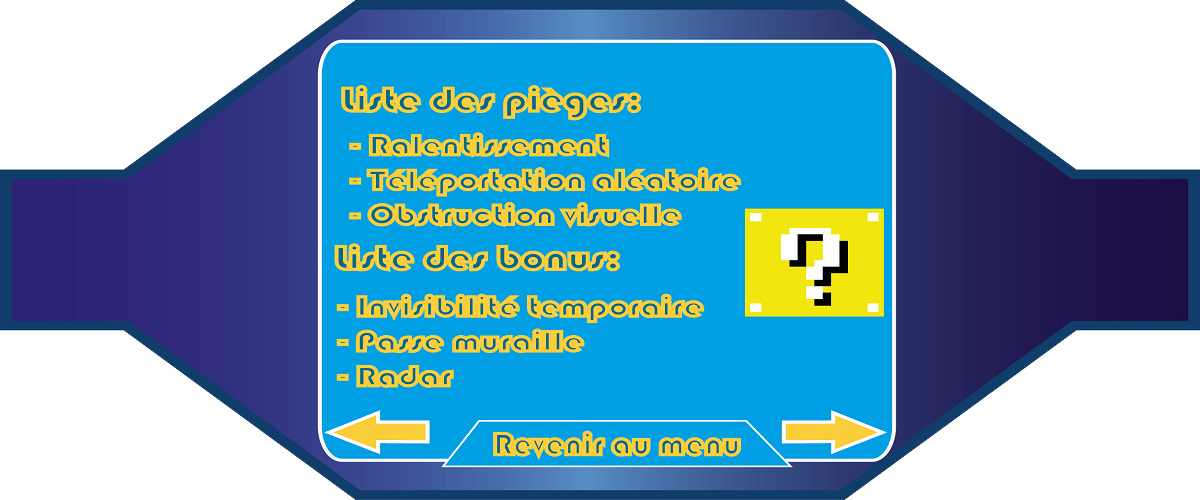 Liste des pièges:
- Ralentissement
- Téléportation aléatoire
- Obstruction visuelle
Liste des bonus:
?
- Invisibilité temporaire
- Passe muraille
- Radar
Revenir au menu